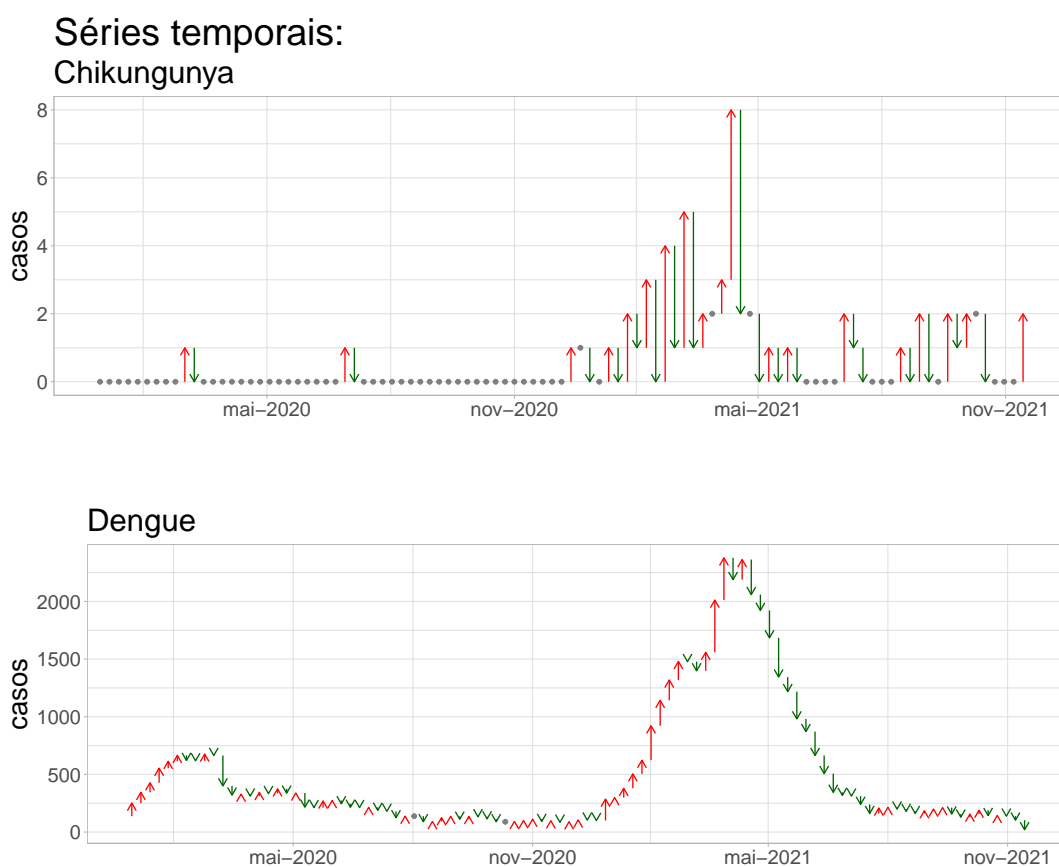 Séries temporais:
Chikungunya
8
6
4
2
0
casos
mai−2020
nov−2020
mai−2021
nov−2021
Dengue
2000
1500
1000
500
0
casos
mai−2020
nov−2020
mai−2021
nov−2021